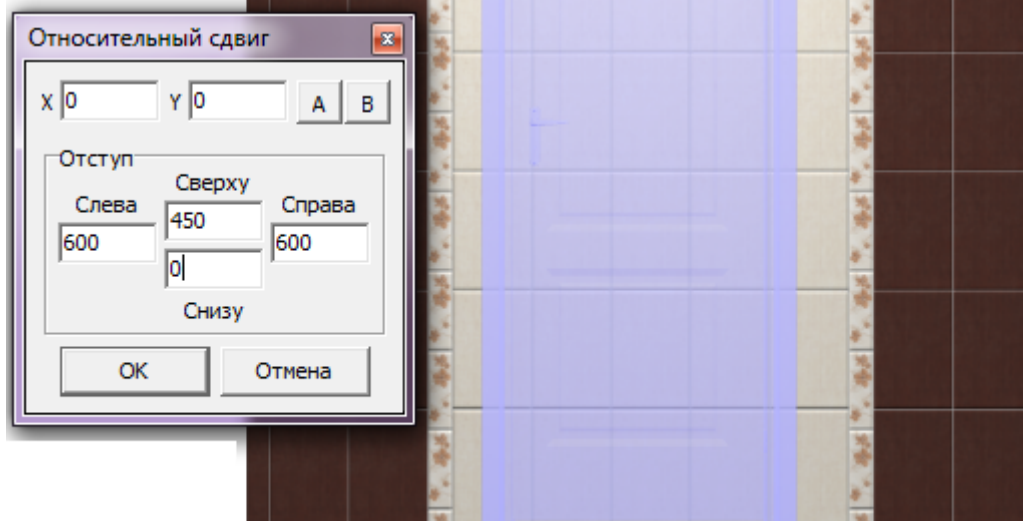 Относительный сдвиг
X 0 Y 0 A B
Отступ
Сверху
Слева 450 Справа
600 0 600
Снизу
OK Отмена